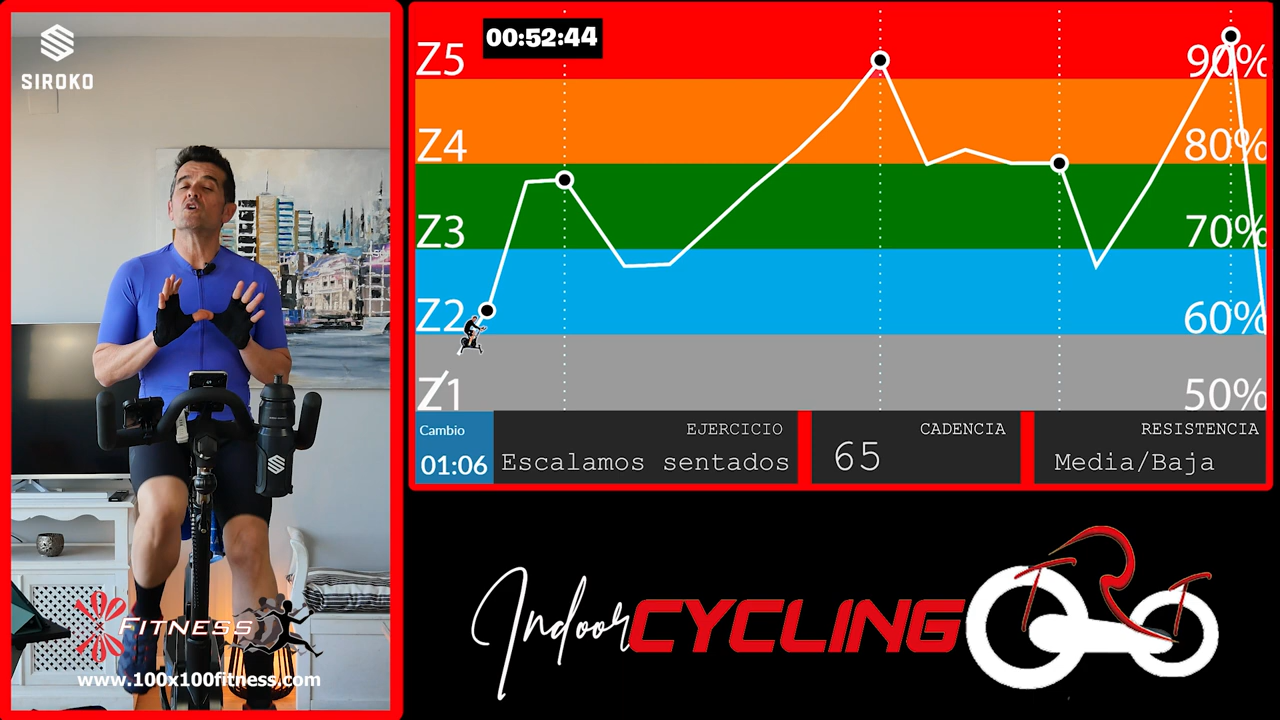 SIROKO
FITNESS
www.100x100fitness.com
00:52:44
Z5
90%
Z4
80%
Z3
70%
Z2
60%
Z1
50%
Cambio
01:06
EJERCICIO
Escalamos sentados
CADENCIA
65
RESISTENCIA
Media/Baja
Indoor CYCLING
TRT